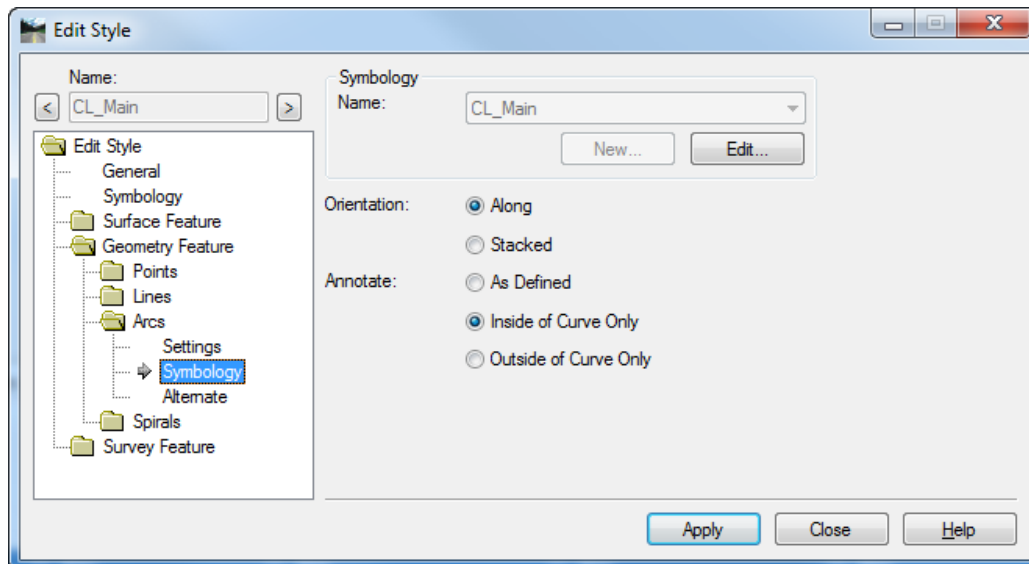 Edit Style
Name:
< CL_Main >
Edit Style
General
Symbology
Surface Feature
Geometry Feature
Points
Lines
Arcs
Settings
Symbology
Alternate
Spirals
Survey Feature
Symbology
Name: CL_Main
New... Edit...
Orientation: Along
Stacked
Annotate: As Defined
Inside of Curve Only
Outside of Curve Only
Apply Close Help